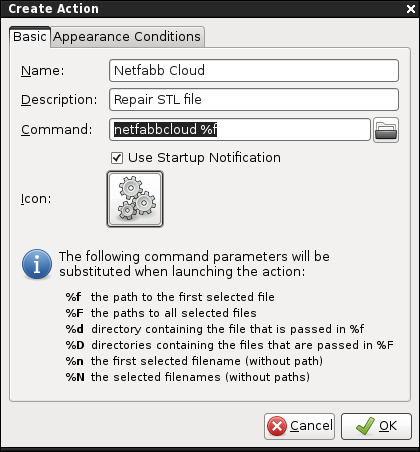 Create Action
Basic Appearance Conditions
Name: Netfabb Cloud
Description: Repair STL file
Command: netfabbcloud %f
Use Startup Notification
Icon:
The following command parameters will be
substituted when launching the action:
%f the path to the first selected file
%F the paths to all selected files
%d directory containing the file that is passed in %f
%D directories containing the files that are passed in %F
%n the first selected filename (without path)
%N the selected filenames (without paths)
Cancel OK